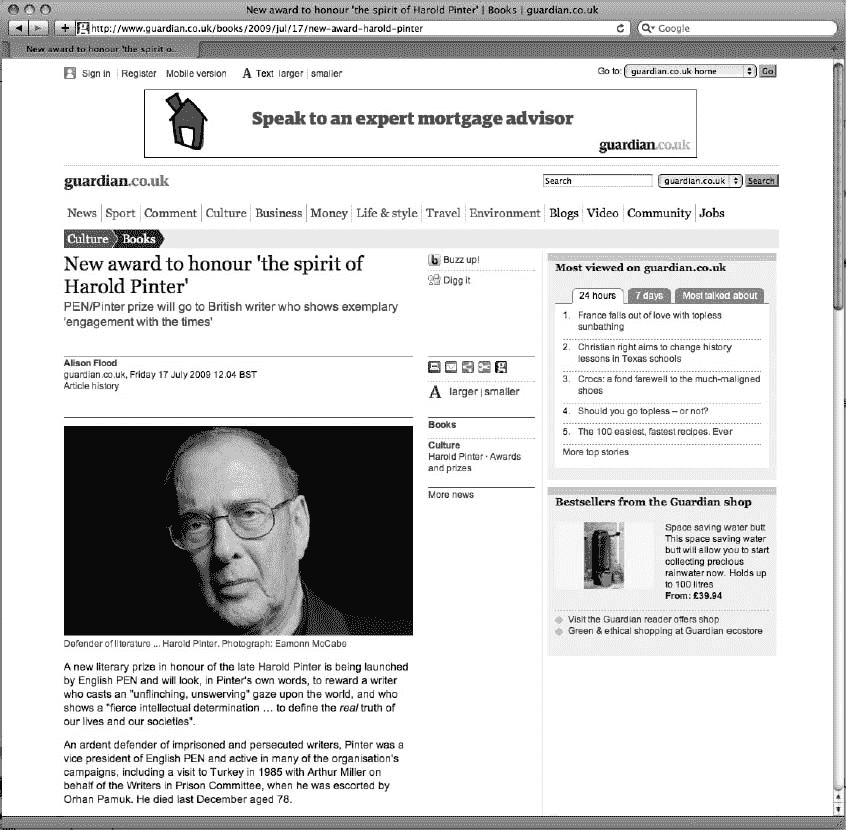 New award to honour 'the spirit of Harold Pinter' | Books | guardian.co.uk
http://www.guardian.co.uk/books/2009/jul/17/new-award-harold-pinter
Google
New award to honour 'the spirit o...
Sign in Register Mobile version A Text larger smaller
Go to: guardian.co.uk home Go
Speak to an expert mortgage advisor
guardian.co.uk
guardian.co.uk
Search guardian.co.uk Search
News Sport Comment Culture Business Money Life & style Travel Environment Blogs Video Community Jobs
Culture Books
New award to honour 'the spirit of
Harold Pinter'
PEN/Pinter prize will go to British writer who shows exemplary
'engagement with the times'
Alison Flood
guardian.co.uk, Friday 17 July 2009 12.04 BST
Article history
Defender of literature ... Harold Pinter. Photograph: Eamonn McCabe
A new literary prize in honour of the late Harold Pinter is being launched
by English PEN and will look, in Pinter's own words, to reward a writer
who casts an "unflinching, unswerving" gaze upon the world, and who
shows a "fierce intellectual determination ... to define the real truth of
our lives and our societies".
An ardent defender of imprisoned and persecuted writers, Pinter was a
vice president of English PEN and active in many of the organisation's
campaigns, including a visit to Turkey in 1985 with Arthur Miller on
behalf of the Writers in Prison Committee, when he was escorted by
Orhan Pamuk. He died last December aged 78.
Buzz up!
Digg it
A larger | smaller
Books
Culture
Harold Pinter · Awards
and prizes
More news
Most viewed on guardian.co.uk
24 hours 7 days Most talked about
1. France falls out of love with topless
sunbathing
2. Christian right aims to change history
lessons in Texas schools
3. Crocs: a fond farewell to the much-maligned
shoes
4. Should you go topless – or not?
5. The 100 easiest, fastest recipes. Ever
More top stories
Bestsellers from the Guardian shop
Space saving water butt
This space saving water
butt will allow you to start
collecting precious
rainwater now. Holds up
to 100 litres
From: £39.94
Visit the Guardian reader offers shop
Green & ethical shopping at Guardian ecostore